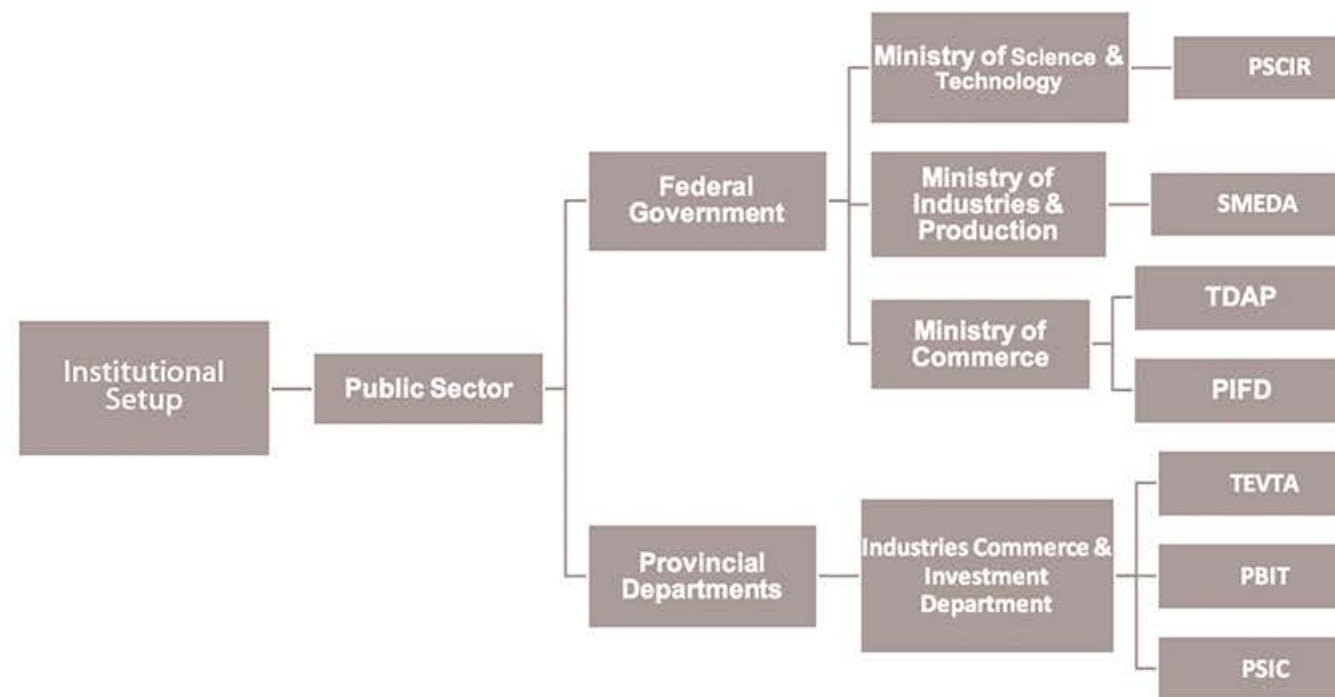 Institutional
Setup
Public Sector
Federal
Government
Ministry of Science &
Technology
PSCIR
Ministry of
Industries &
Production
SMEDA
Ministry of
Commerce
TDAP
PIFD
Provincial
Departments
Industries Commerce &
Investment
Department
TEVTA
PBIT
PSIC